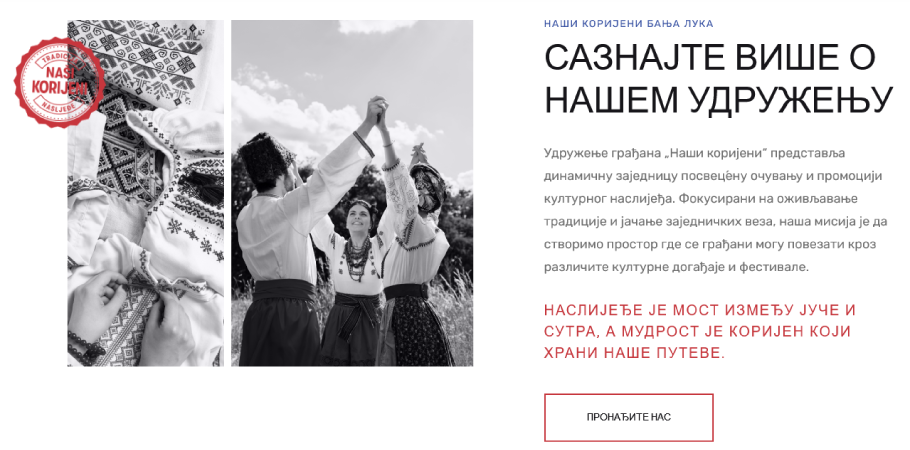 TRADICIJA
NAŠI
KORIJENI
NASLJEĐE
НАШИ КОРИЈЕНИ БАЊА ЛУКА
САЗНАЈТЕ ВИШЕ О
НАШЕМ УДРУЖЕЊУ
Удружење грађана „Наши коријени“ представља
динамичну заједницу посвећену очувању и промоцији
културног наслијеђа. Фокусирани на оживљавање
традиције и јачање заједничких веза, наша мисија је да
створимо простор где се грађани могу повезати кроз
различите културне догађаје и фестивале.
НАСЛИЈЕЂЕ ЈЕ МОСТ ИЗМЕЂУ ЈУЧЕ И
СУТРА, А МУДРОСТ ЈЕ КОРИЈЕН КОЈИ
ХРАНИ НАШЕ ПУТЕВЕ.
ПРОНАЂИТЕ НАС